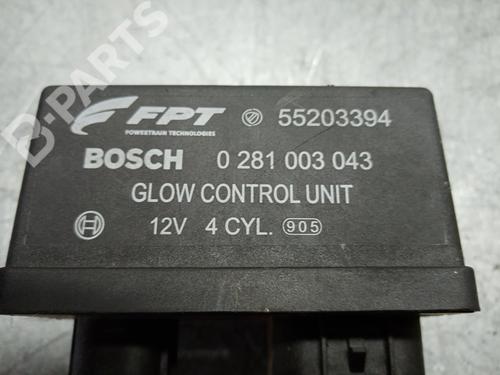 B-PARTS
FPT 55203394
POWERTRAIN TECHNOLOGIES
BOSCH 0 281 003 043
GLOW CONTROL UNIT
12V 4 CYL. 905